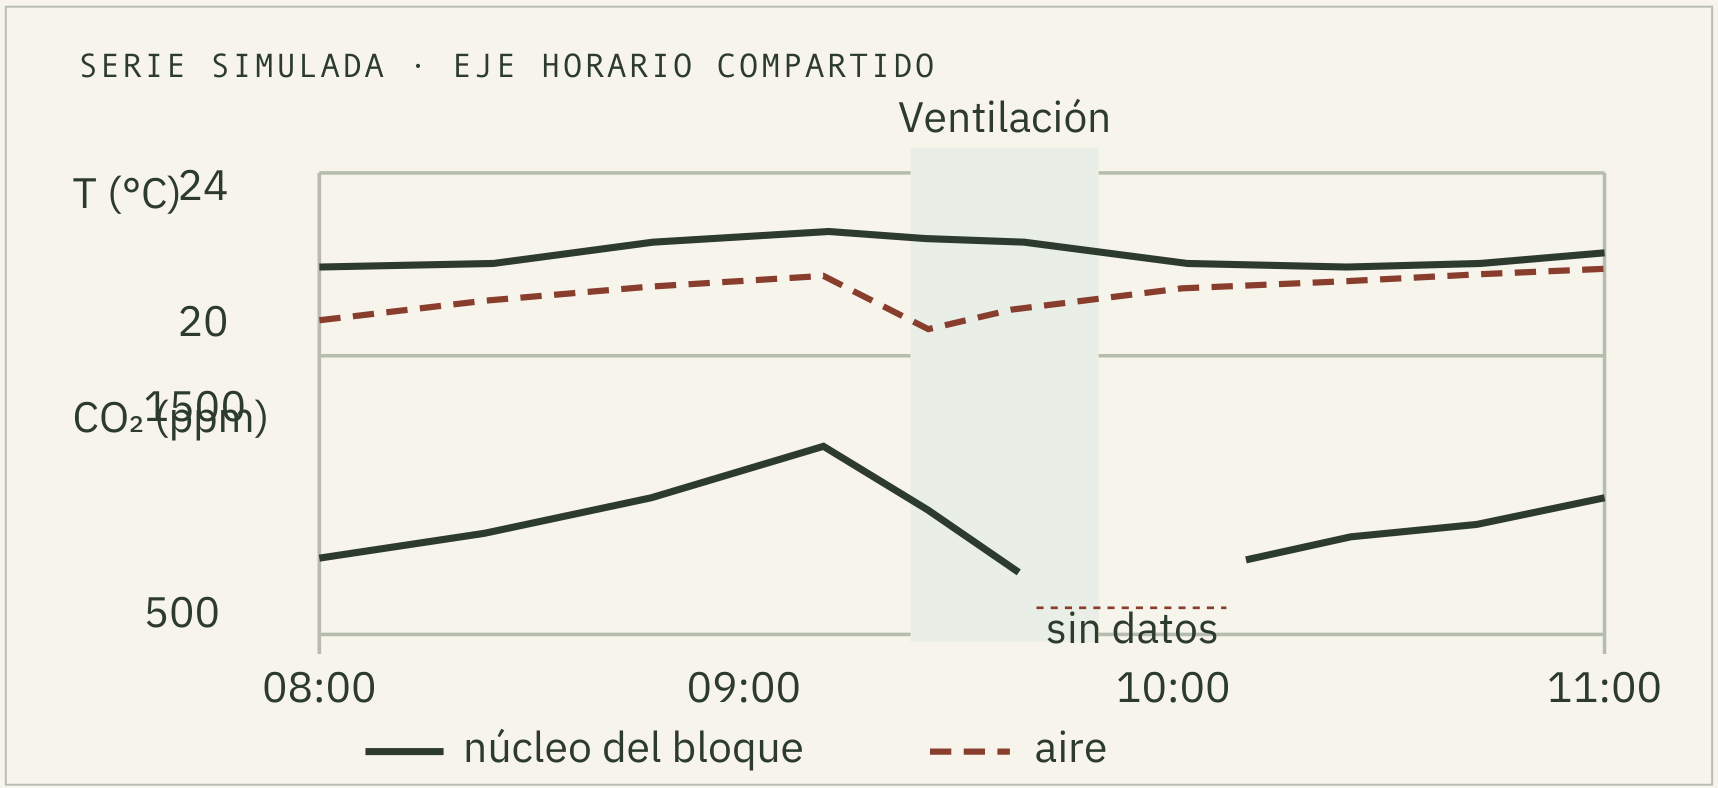 SERIE SIMULADA · EJE HORARIO COMPARTIDO
Ventilación
T (°C)
24
20
1500
CO₂ (ppm)
500
sin datos
08:00 09:00 10:00 11:00
núcleo del bloque aire